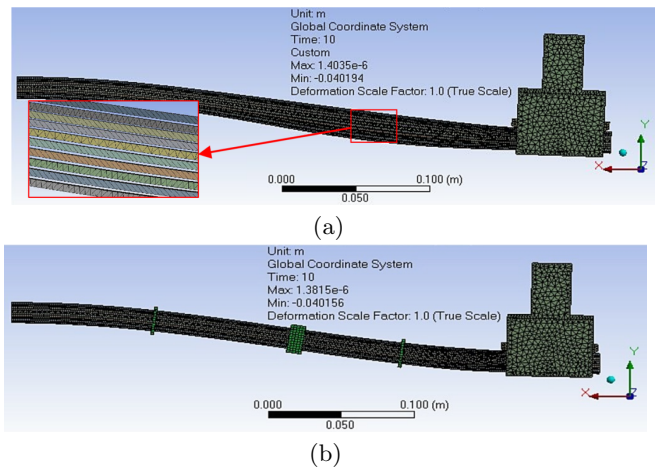 Unit: m
Global Coordinate System
Time: 10
Custom
Max: 1.4035e-6
Min: -0.040194
Deformation Scale Factor: 1.0 (True Scale)
Y
X
Z
0.000
0.100 (m)
0.050
(a)
Unit: m
Global Coordinate System
Time: 10
Max: 1.3815e-6
Min: -0.040156
Deformation Scale Factor: 1.0 (True Scale)
Y
X
Z
0.000
0.100 (m)
0.050
(b)